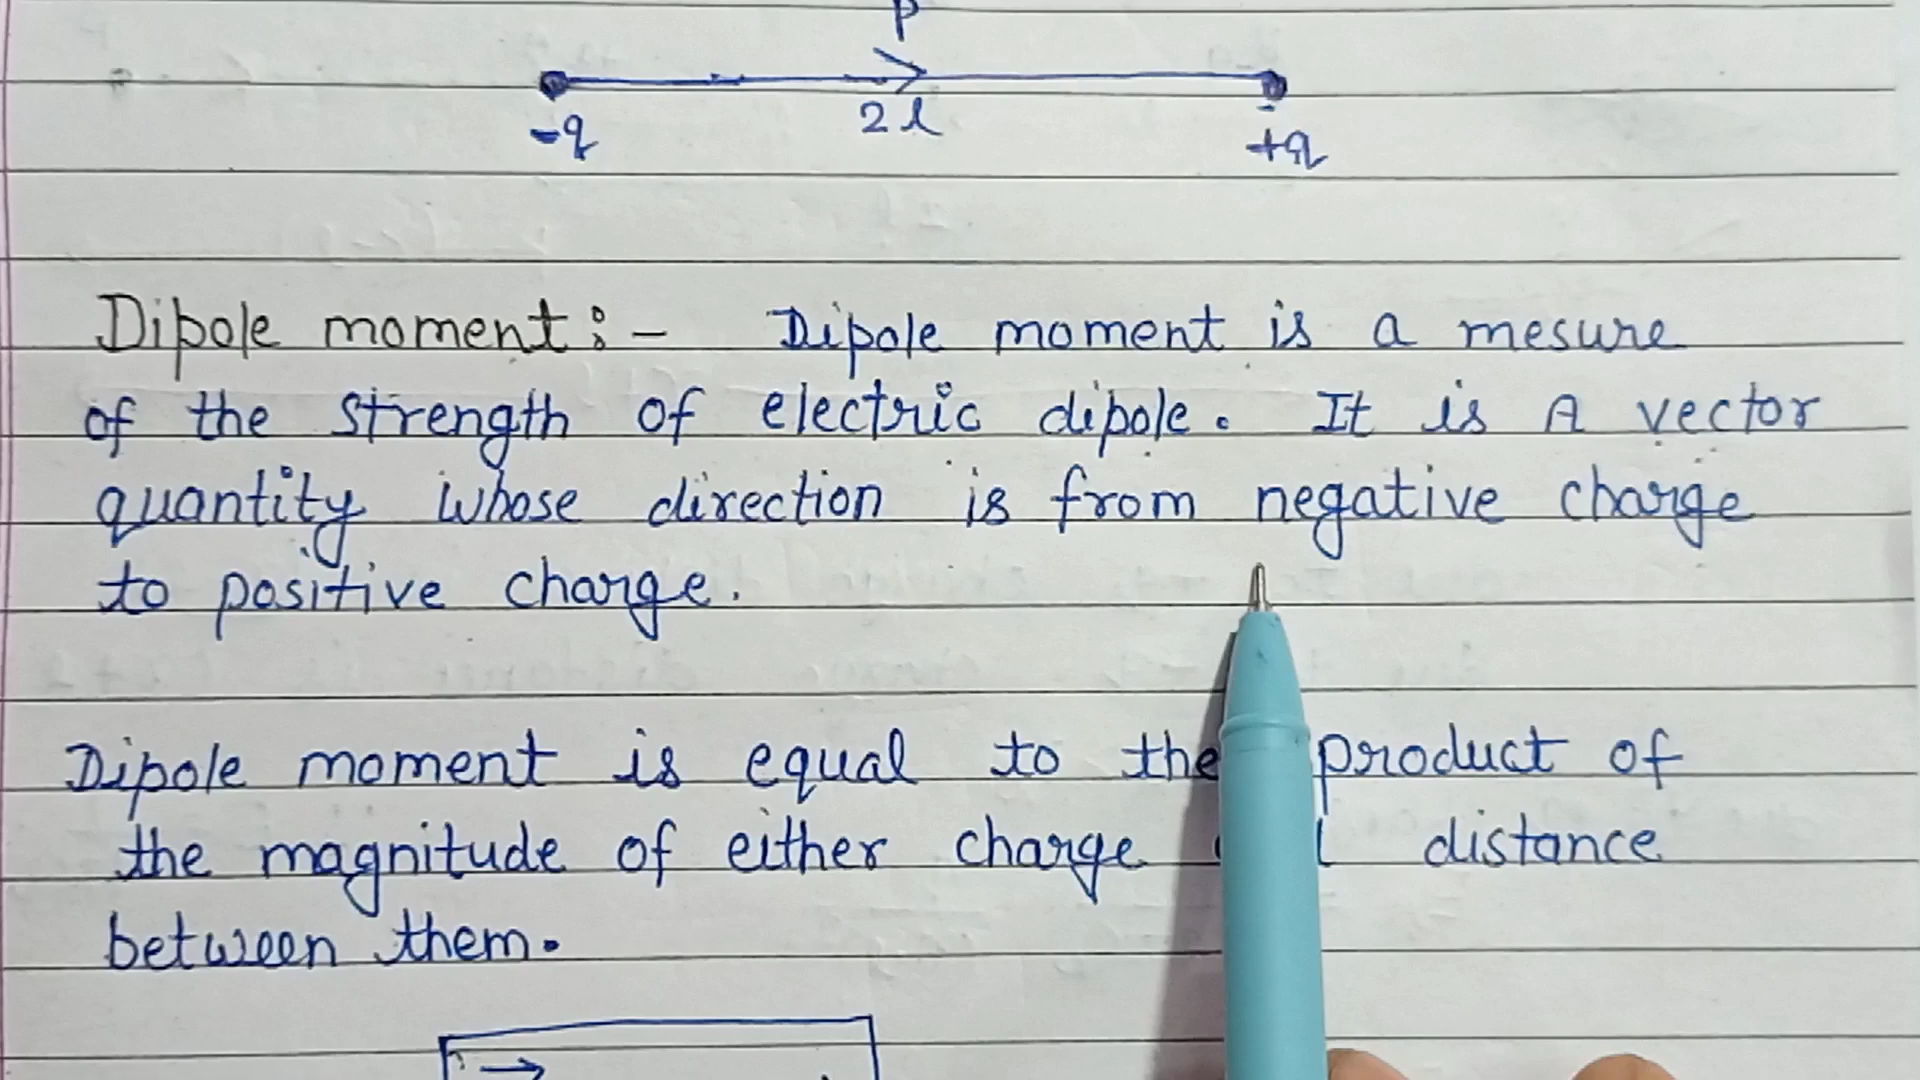 P
2l
-q
+q
Dipole moment :- Dipole moment is a mesure
of the strength of electric dipole. It is A vector
quantity whose direction is from negative charge
to positive charge.
Dipole moment is equal to the product of
the magnitude of either charge distance
between them.